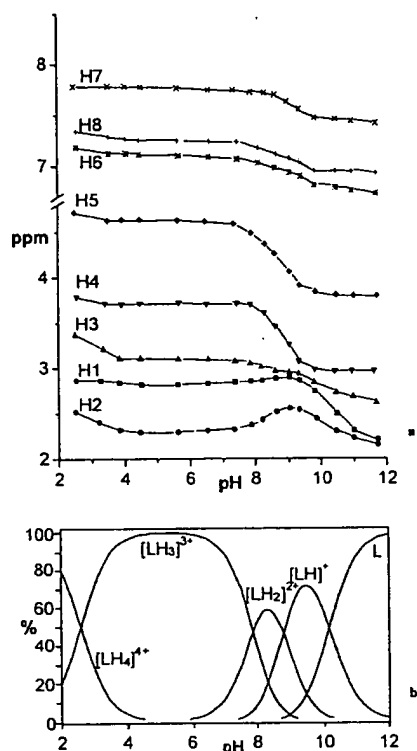 8
H7
H8
7
H6
H5
ppm
4
H4
H3
3
H1
H2
2
2 4 6 8 10 12
pH
a
100
[LH₃]³⁺
L
80
[LH₂]²⁺
[LH]⁺
60
%
40
[LH₄]⁴⁺
20
0
2 4 6 8 10 12
pH
b